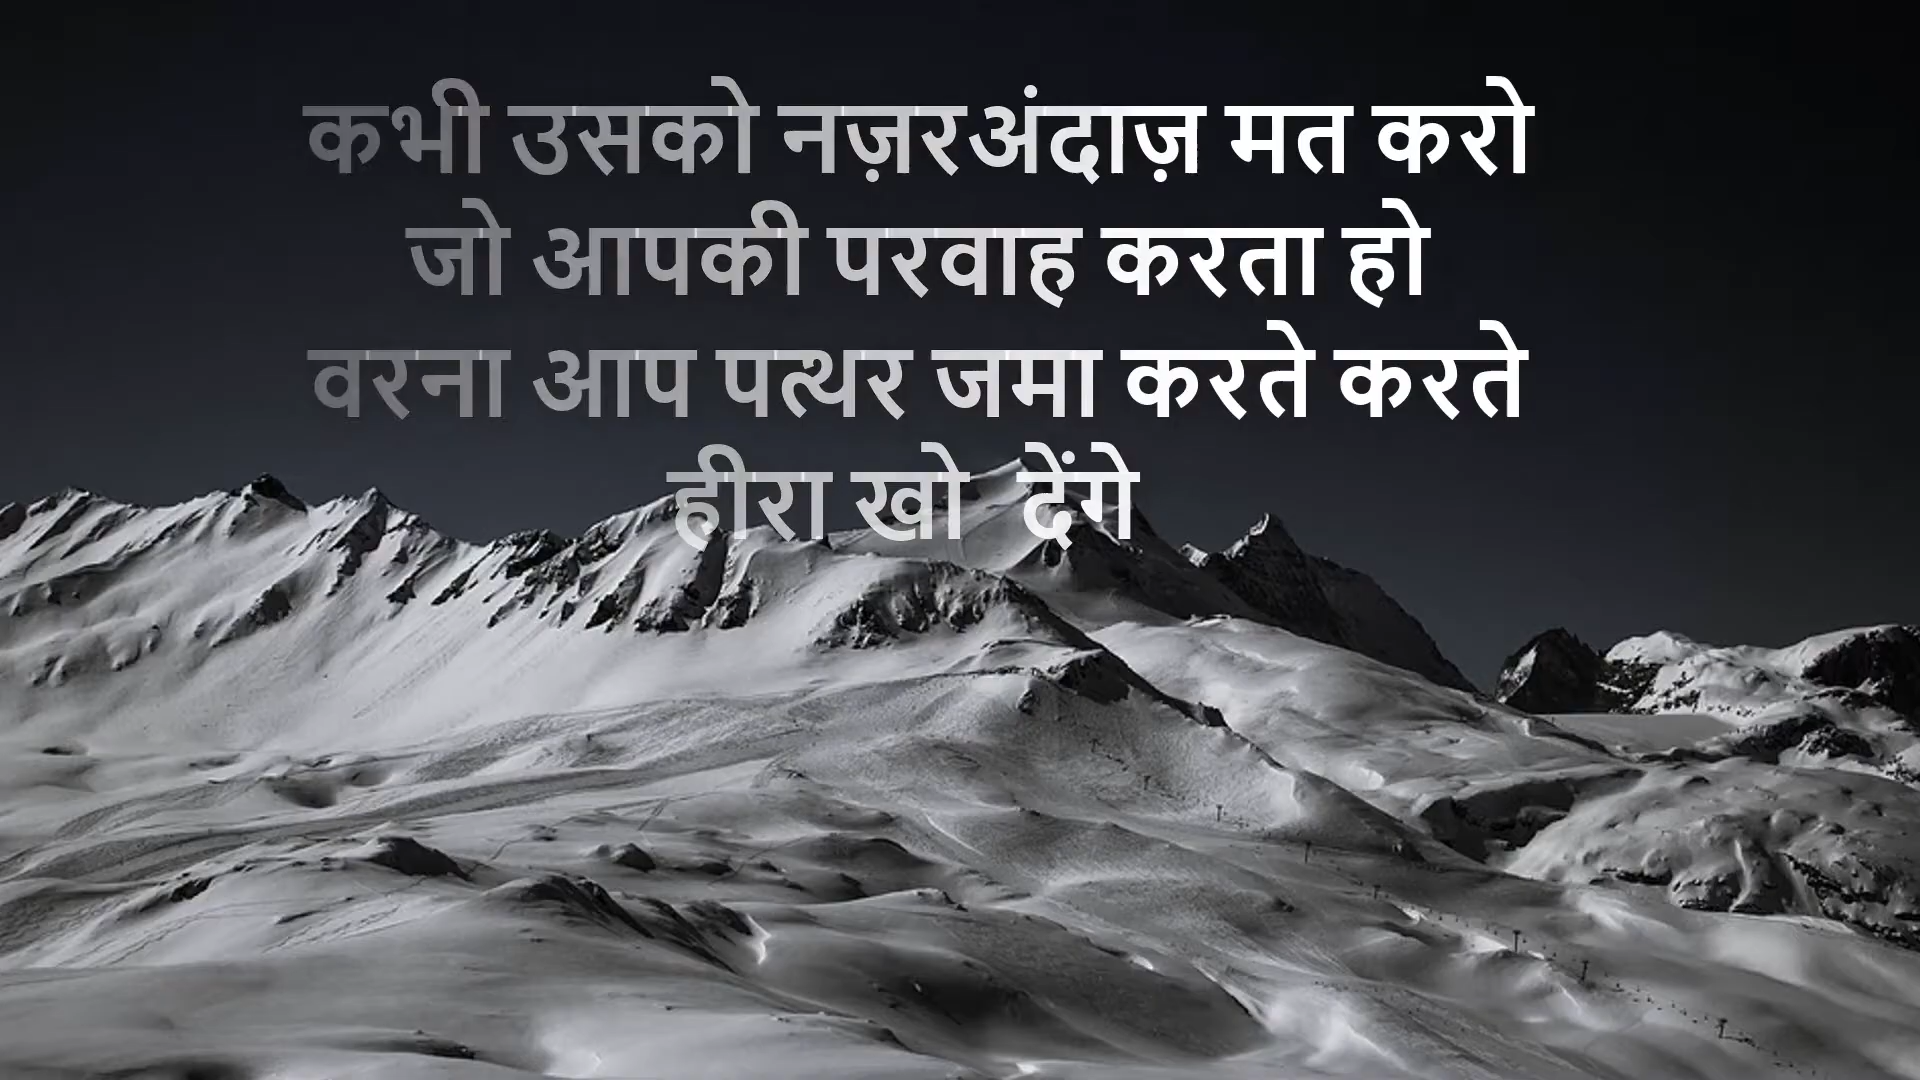 कभी उसको नज़रअंदाज़ मत करो
जो आपकी परवाह करता हो
वरना आप पत्थर जमा करते करते
हीरा खो देंगे